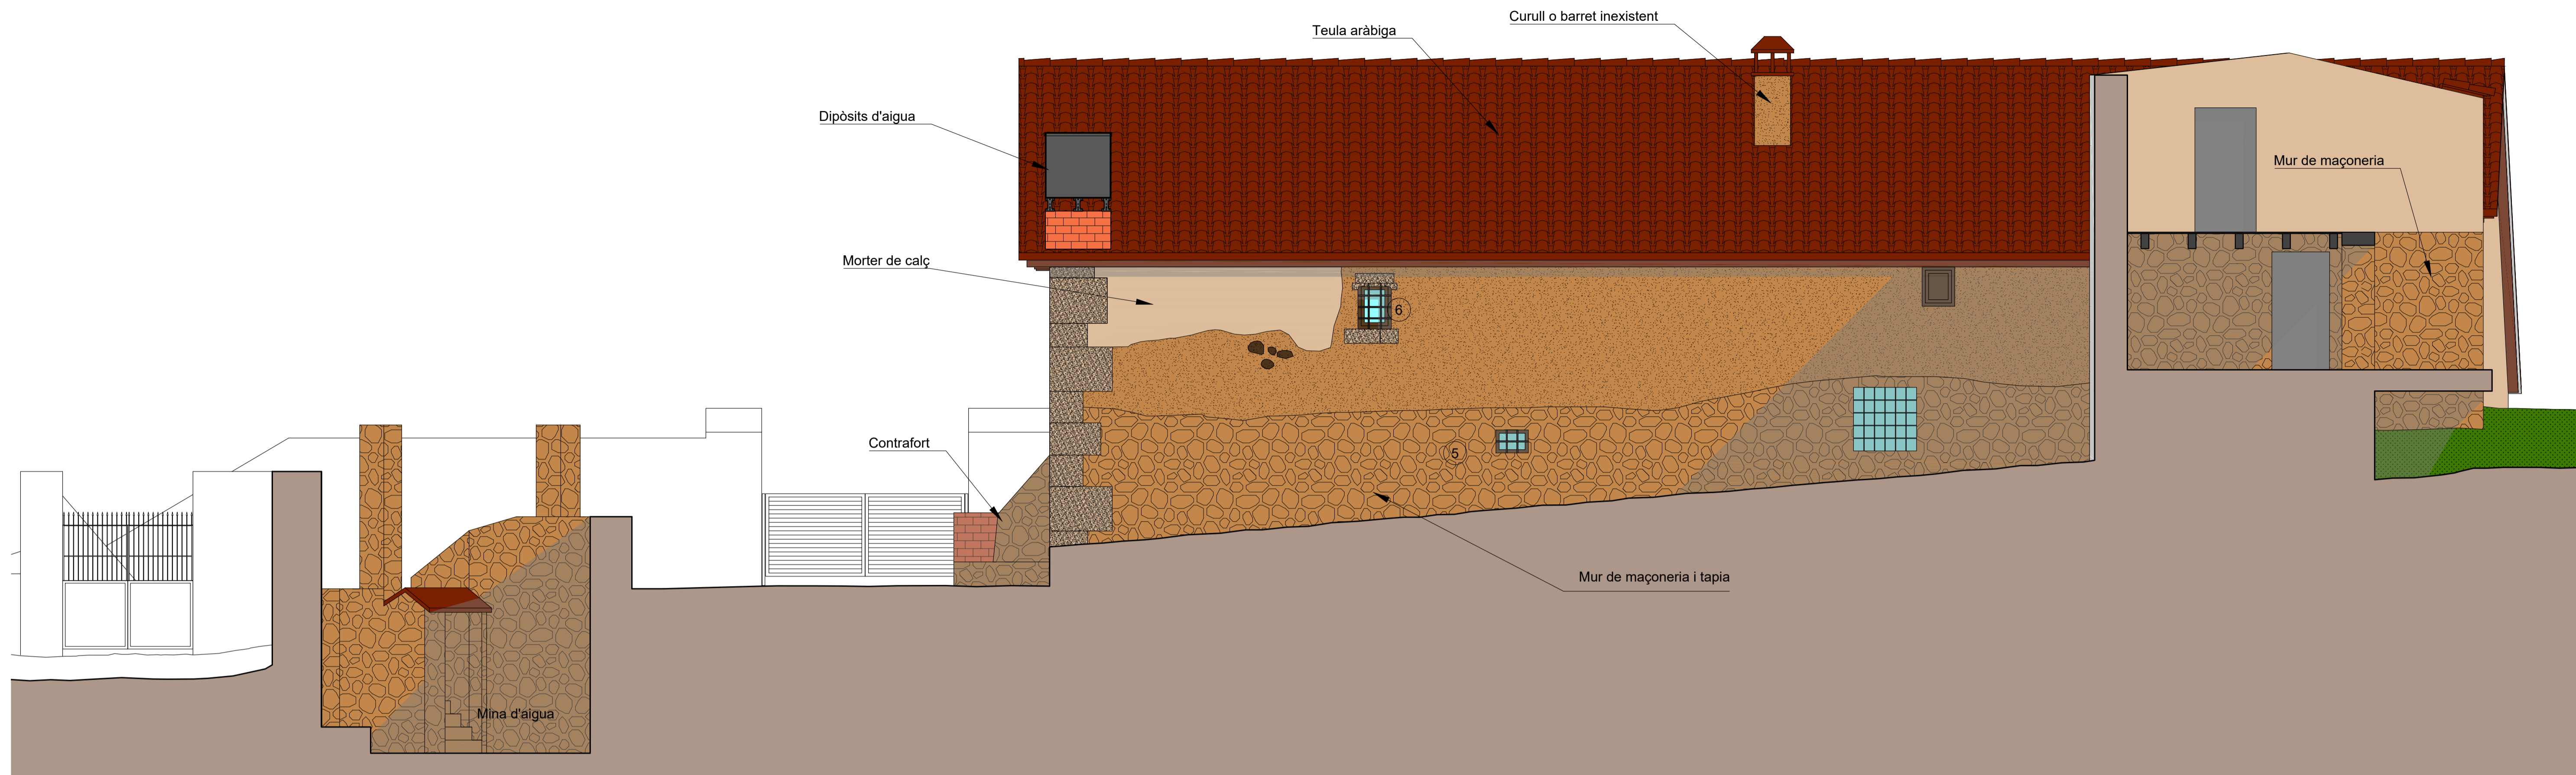 Curull o barret inexistent
Teula aràbiga
Dipòsits d'aigua
Mur de maçoneria
Morter de calç
6
Contrafort
5
Mur de maçoneria i tapia
Mina d'aigua